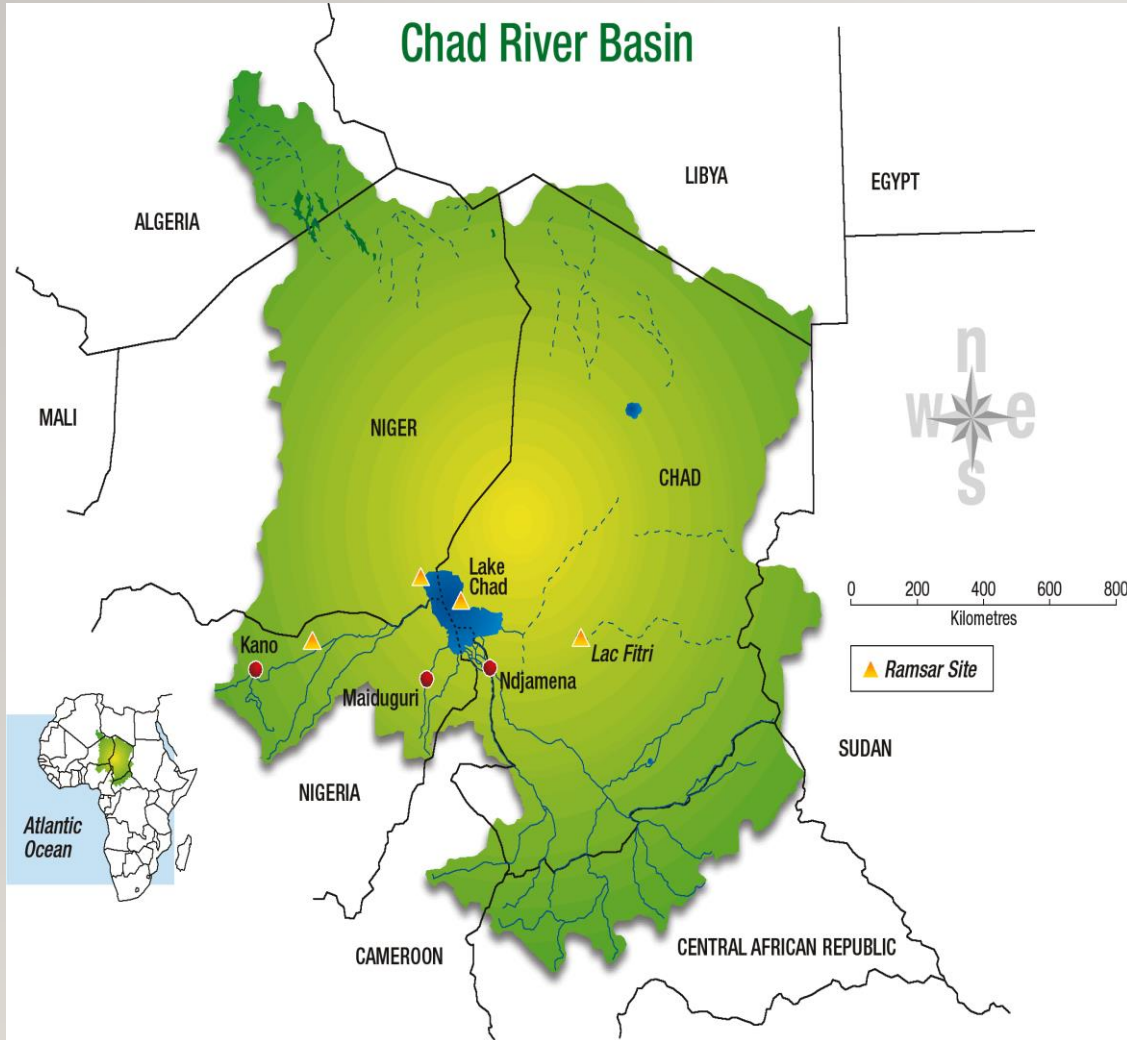 Chad River Basin
LIBYA
EGYPT
ALGERIA
n
w e
s
MALI
NIGER
CHAD
Lake
Chad
0 200 400 600 800
Kilometres
Kano
Lac Fitri
Ndjamena
Maiduguri
Ramsar Site
SUDAN
NIGERIA
Atlantic
Ocean
CAMEROON
CENTRAL AFRICAN REPUBLIC